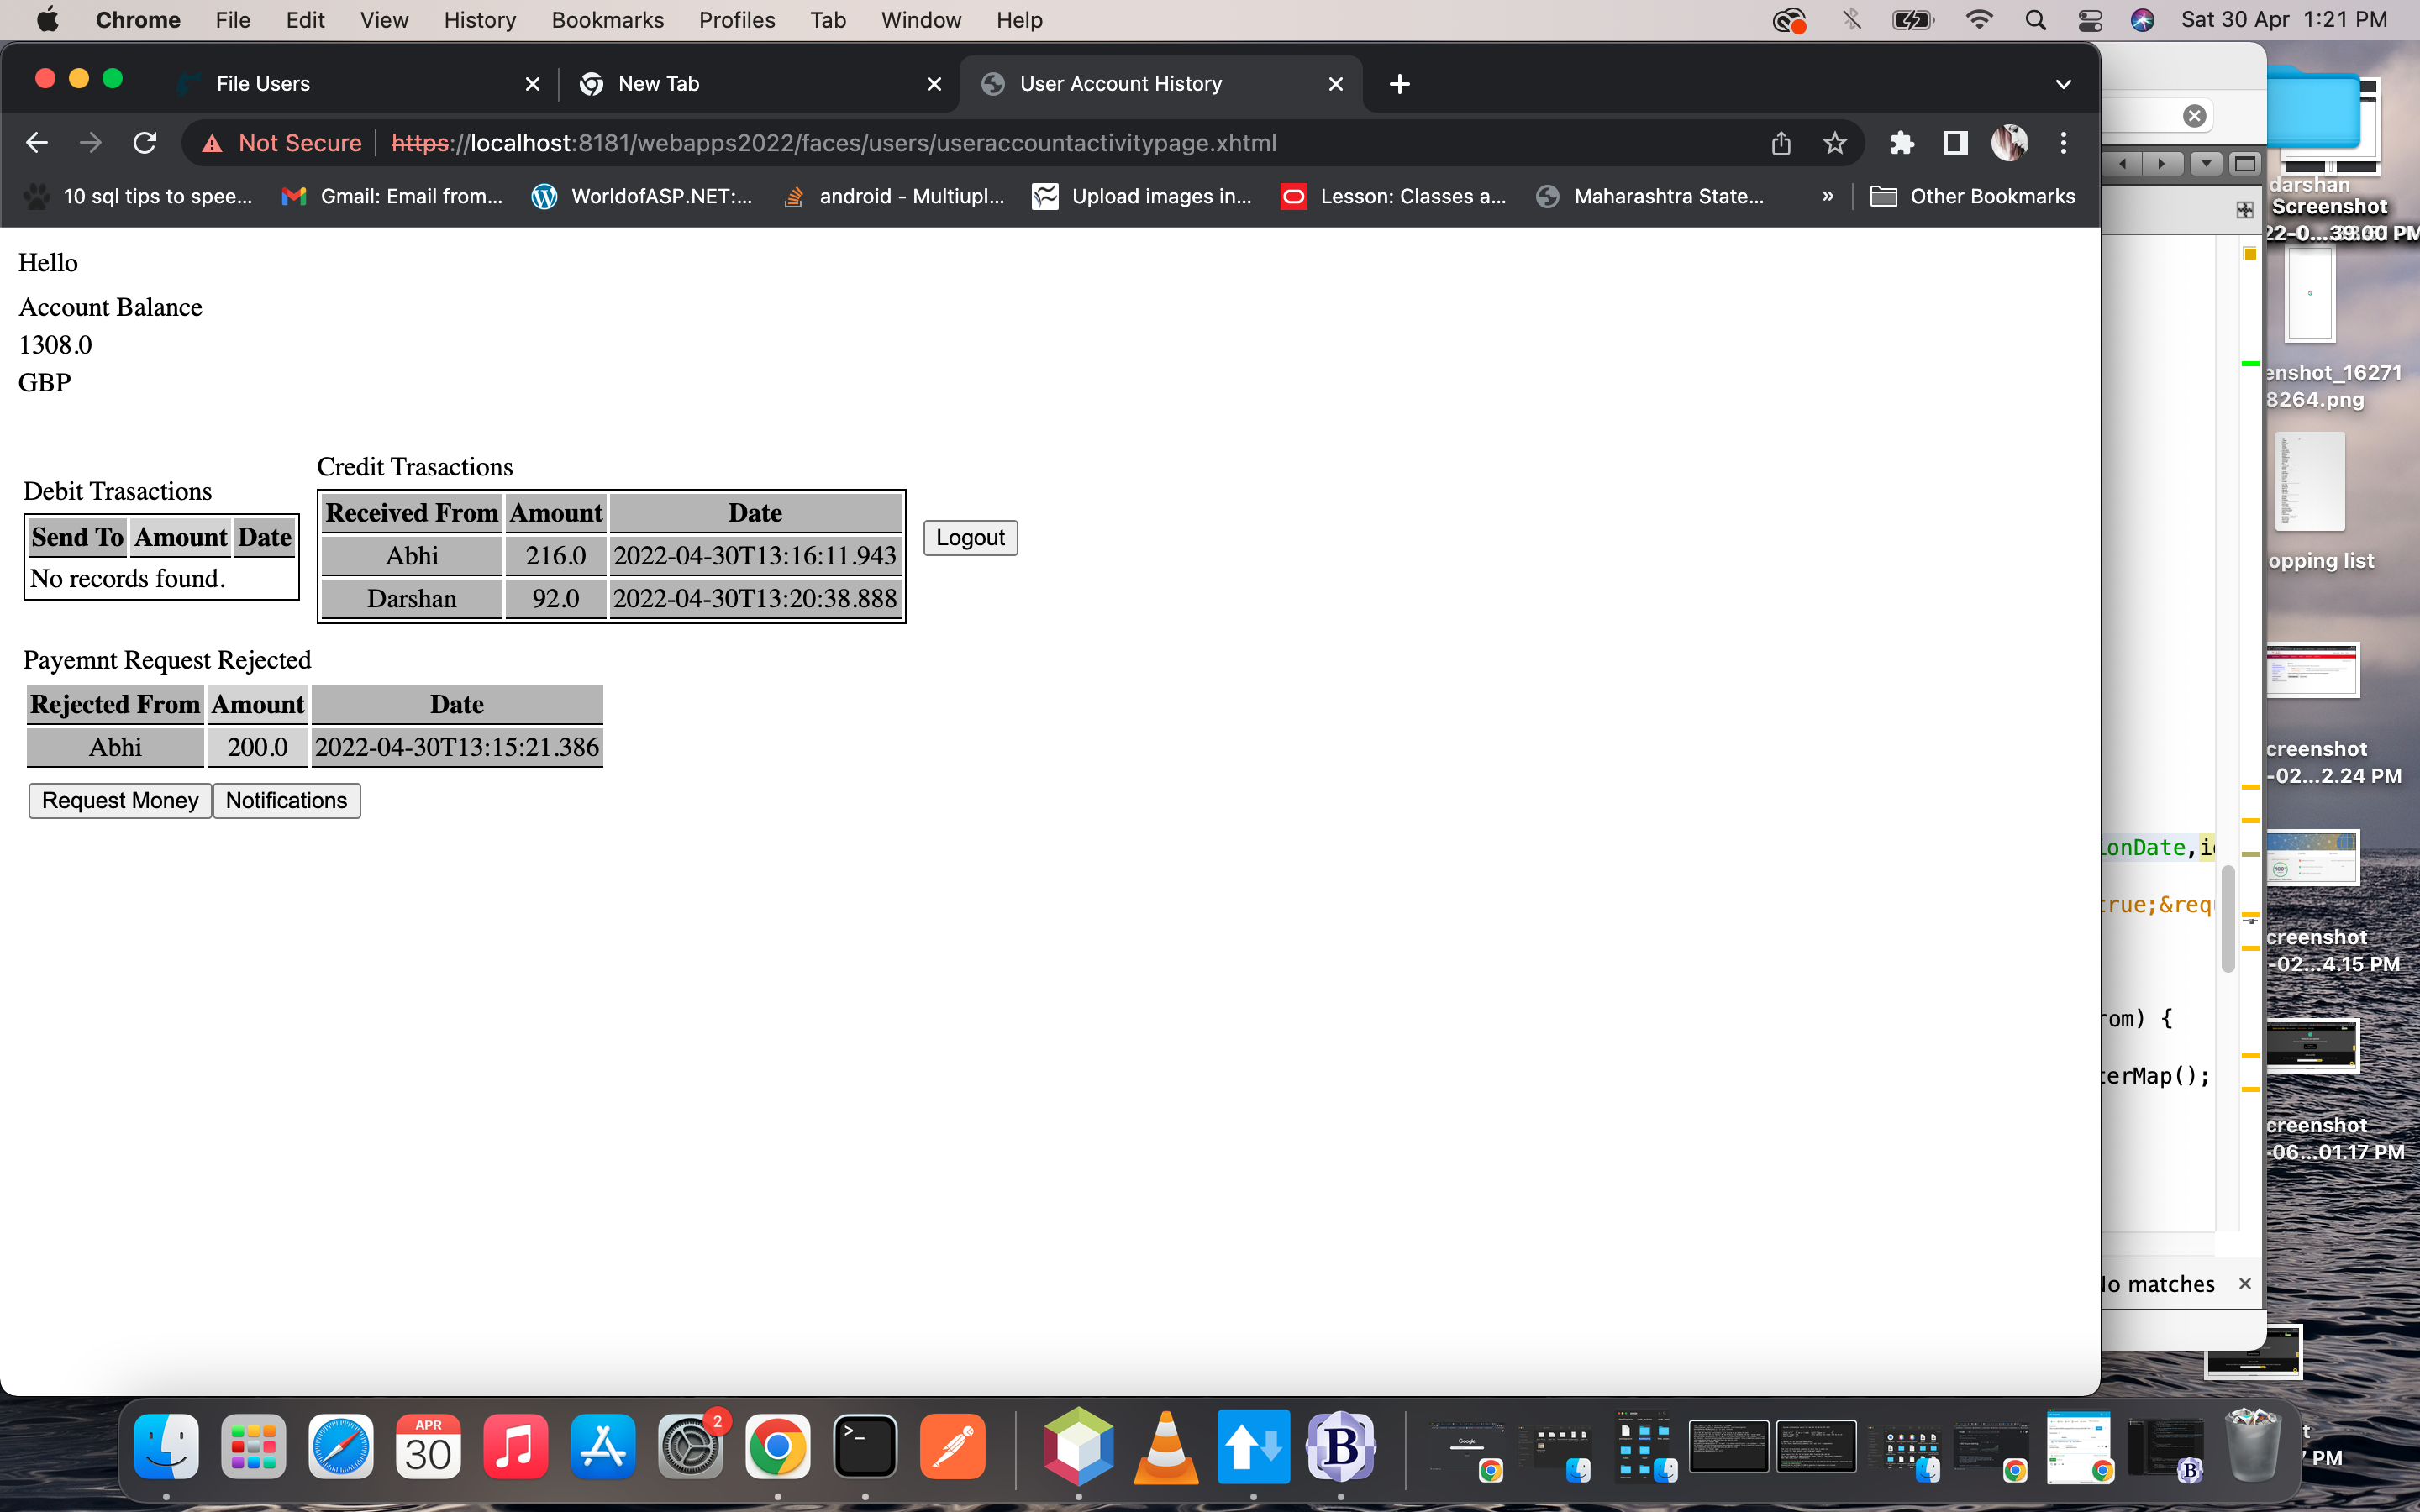 Chrome File Edit View History Bookmarks Profiles Tab Window Help Sat 30 Apr 1:21 PM
File Users New Tab User Account History
Not Secure https://localhost:8181/webapps2022/faces/users/useraccountactivitypage.xhtml
10 sql tips to spee... Gmail: Email from... WorldofASP.NET:... android - Multiupl... Upload images in... Lesson: Classes a... Maharashtra State... » Other Bookmarks
Hello
Account Balance
1308.0
GBP
Debit Trasactions
Send To Amount Date
No records found.
Credit Trasactions
Received From Amount Date
Abhi 216.0 2022-04-30T13:16:11.943
Darshan 92.0 2022-04-30T13:20:38.888
Logout
Payemnt Request Rejected
Rejected From Amount Date
Abhi 200.0 2022-04-30T13:15:21.386
Request Money Notifications
ionDate,i
true;&req
rom) {
terMap();
No matches
darshan
Screenshot
enshot_16271
8264.png
opping list
creenshot
-02...2.24 PM
creenshot
-02...4.15 PM
creenshot
-06...01.17 PM
PM
APR
30
2
B